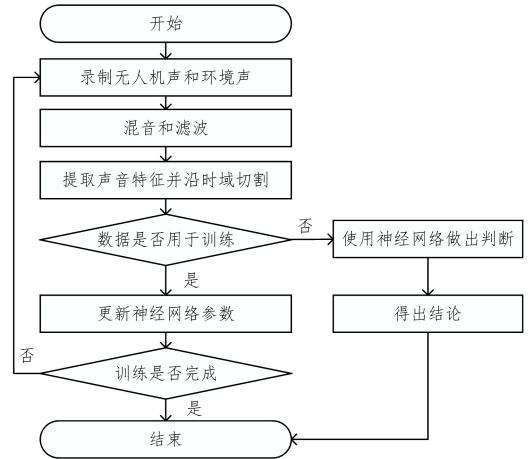 开始
录制无人机声和环境声
混音和滤波
提取声音特征并沿时域切割
数据是否用于训练
否
使用神经网络做出判断
是
更新神经网络参数
得出结论
否
训练是否完成
是
结束